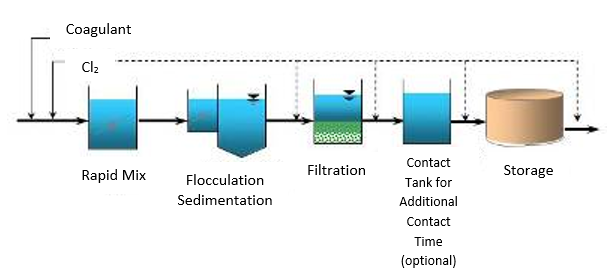 Coagulant
Cl₂
Rapid Mix
Flocculation
Sedimentation
Filtration
Contact
Tank for
Additional
Contact
Time
(optional)
Storage